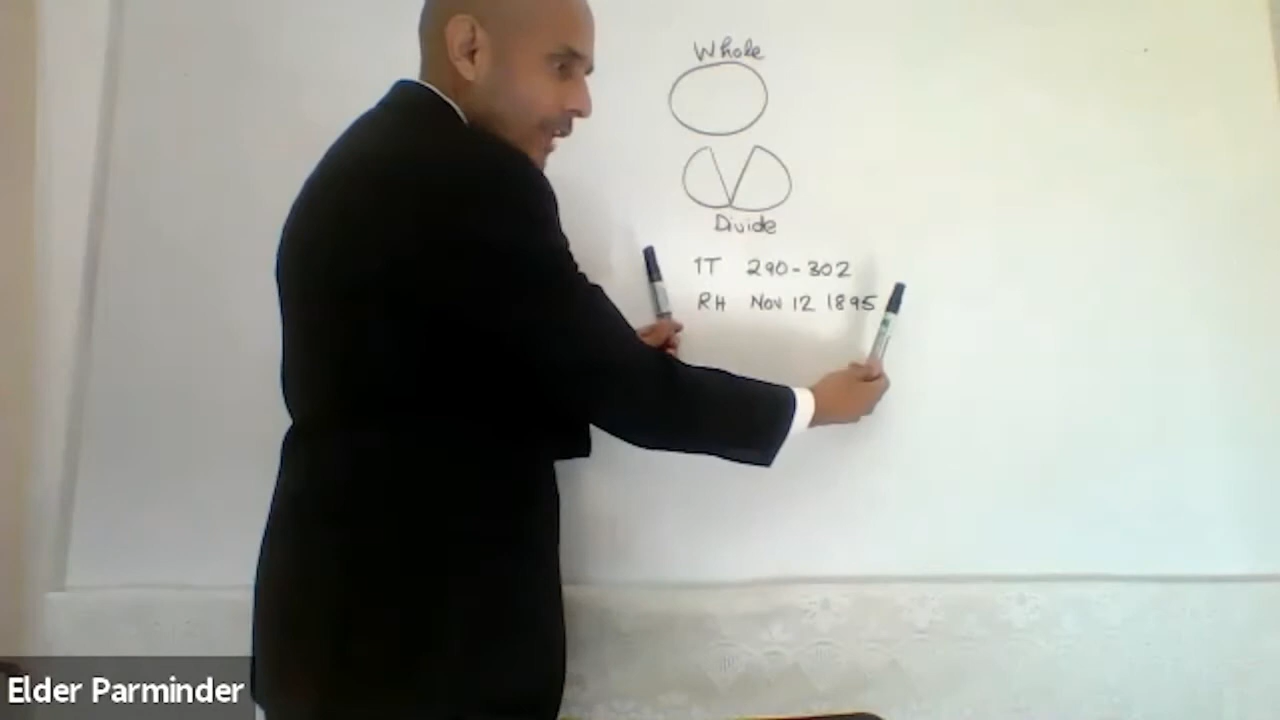 Whole
Divide
1T 290-302
RH Nov 12 1895
Elder Parminder